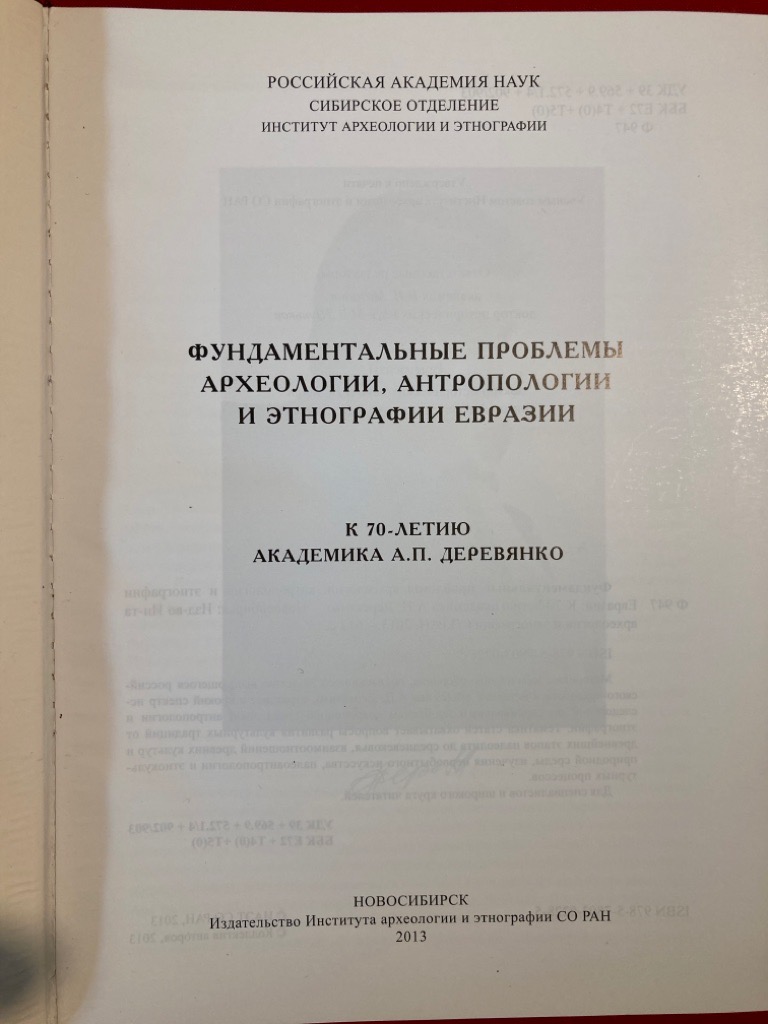 РОССИЙСКАЯ АКАДЕМИЯ НАУК
СИБИРСКОЕ ОТДЕЛЕНИЕ
ИНСТИТУТ АРХЕОЛОГИИ И ЭТНОГРАФИИ
ФУНДАМЕНТАЛЬНЫЕ ПРОБЛЕМЫ
АРХЕОЛОГИИ, АНТРОПОЛОГИИ
И ЭТНОГРАФИИ ЕВРАЗИИ
К 70-ЛЕТИЮ
АКАДЕМИКА А.П. ДЕРЕВЯНКО
НОВОСИБИРСК
Издательство Института археологии и этнографии СО РАН
2013